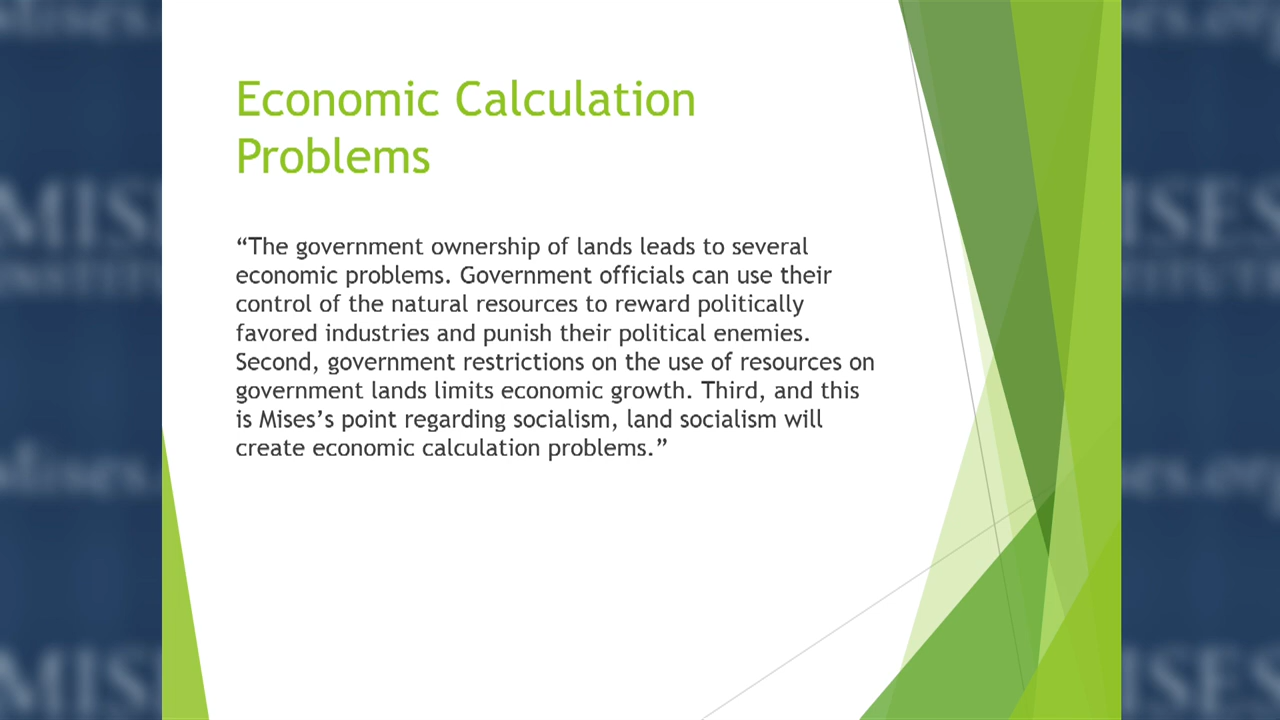 Economic Calculation
Problems
“The government ownership of lands leads to several
economic problems. Government officials can use their
control of the natural resources to reward politically
favored industries and punish their political enemies.
Second, government restrictions on the use of resources on
government lands limits economic growth. Third, and this
is Mises’s point regarding socialism, land socialism will
create economic calculation problems.”